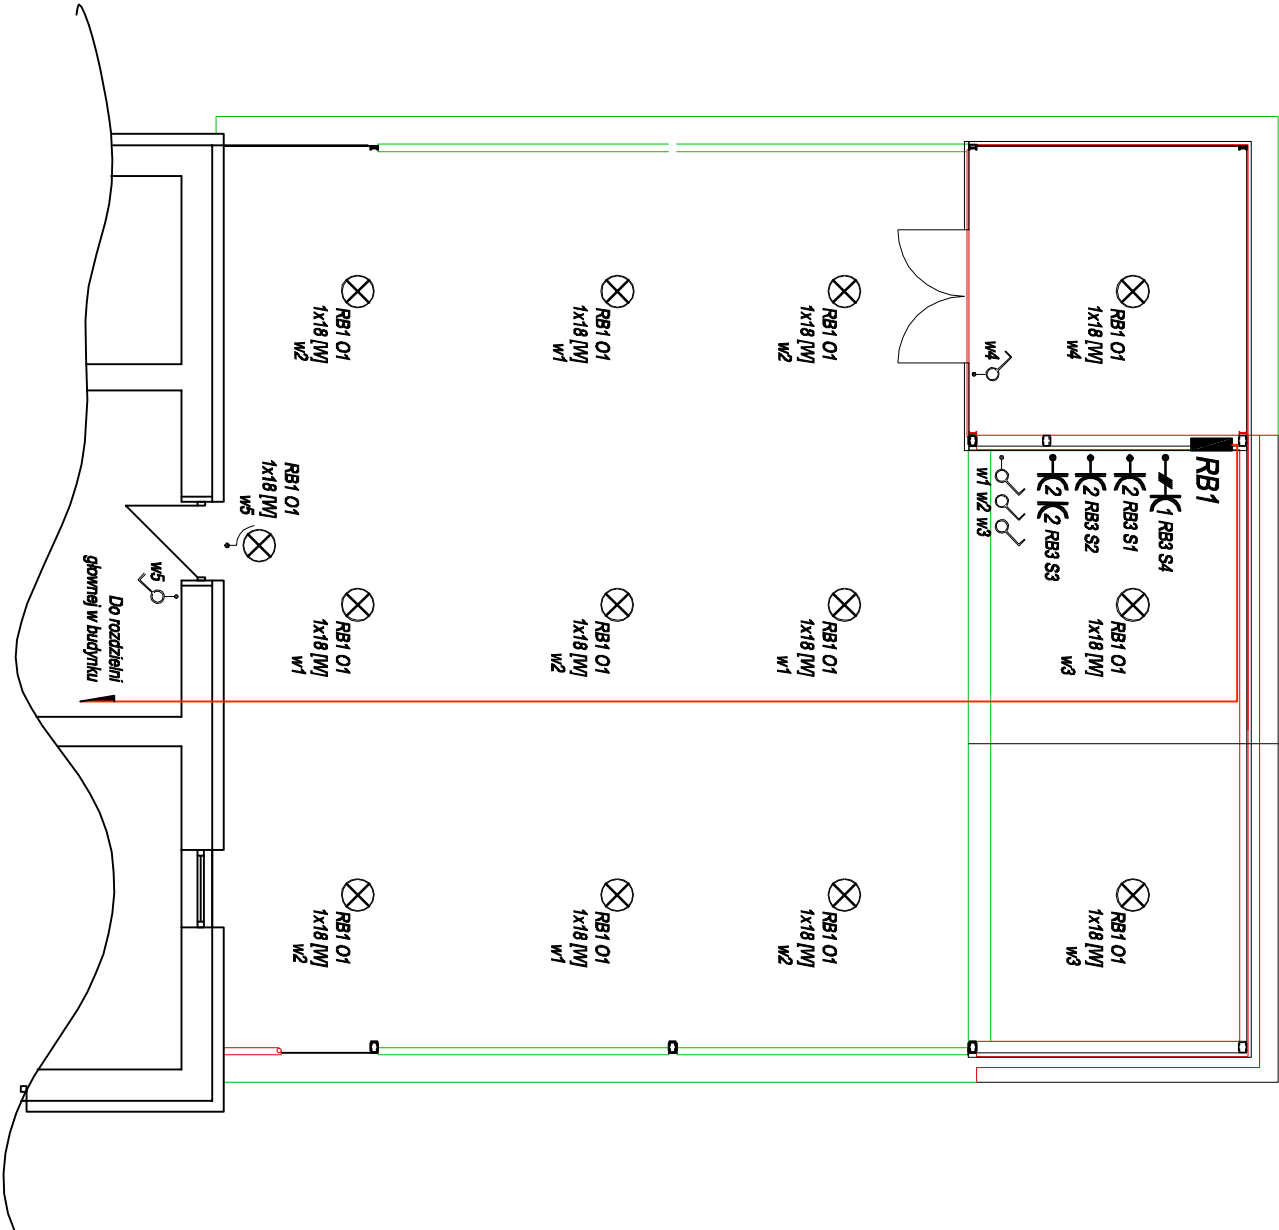 RB1
RB1 O1
1x18 [W]
w4
1 RB3 S4
2 RB3 S1
2 RB3 S2
2 2 RB3 S3
RB1 O1
1x18 [W]
w3
RB1 O1
1x18 [W]
w3
w4
w1 w2 w3
RB1 O1
1x18 [W]
w2
RB1 O1
1x18 [W]
w1
RB1 O1
1x18 [W]
w2
RB1 O1
1x18 [W]
w1
RB1 O1
1x18 [W]
w2
RB1 O1
1x18 [W]
w1
RB1 O1
1x18 [W]
w2
RB1 O1
1x18 [W]
w1
RB1 O1
1x18 [W]
w2
RB1 O1
1x18 [W]
w5
w5
Do rozdzielni
głownej w budynku